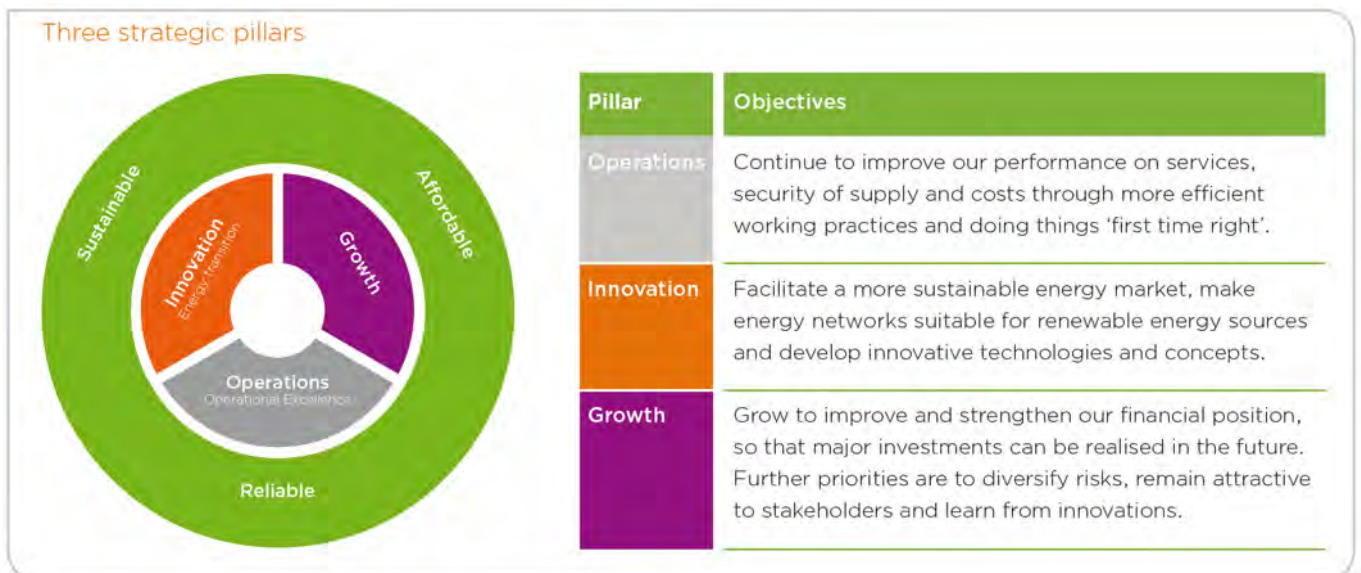 Three strategic pillars
Sustainable
Affordable
Innovation
Energy transition
Growth
Operations
Operational Excellence
Reliable
Pillar
Objectives
Operations
Continue to improve our performance on services,
security of supply and costs through more efficient
working practices and doing things ‘first time right’.
Innovation
Facilitate a more sustainable energy market, make
energy networks suitable for renewable energy sources
and develop innovative technologies and concepts.
Growth
Grow to improve and strengthen our financial position,
so that major investments can be realised in the future.
Further priorities are to diversify risks, remain attractive
to stakeholders and learn from innovations.